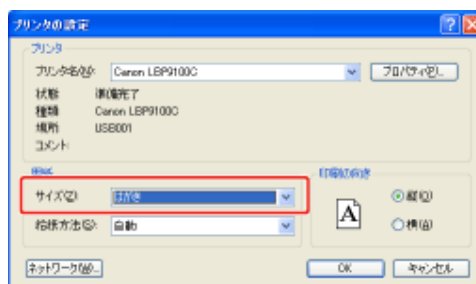 プリンタの設定
プリンタ
プリンタ名(N):
Canon LBP9100C
プロパティ(P)...
状態 準備完了
種類 Canon LBP9100C
場所 USB001
コメント
用紙
サイズ(Z):
はがき
給紙方法(S):
自動
印刷の向き
A
縦(O)
横(A)
ネットワーク(W)...
OK
キャンセル